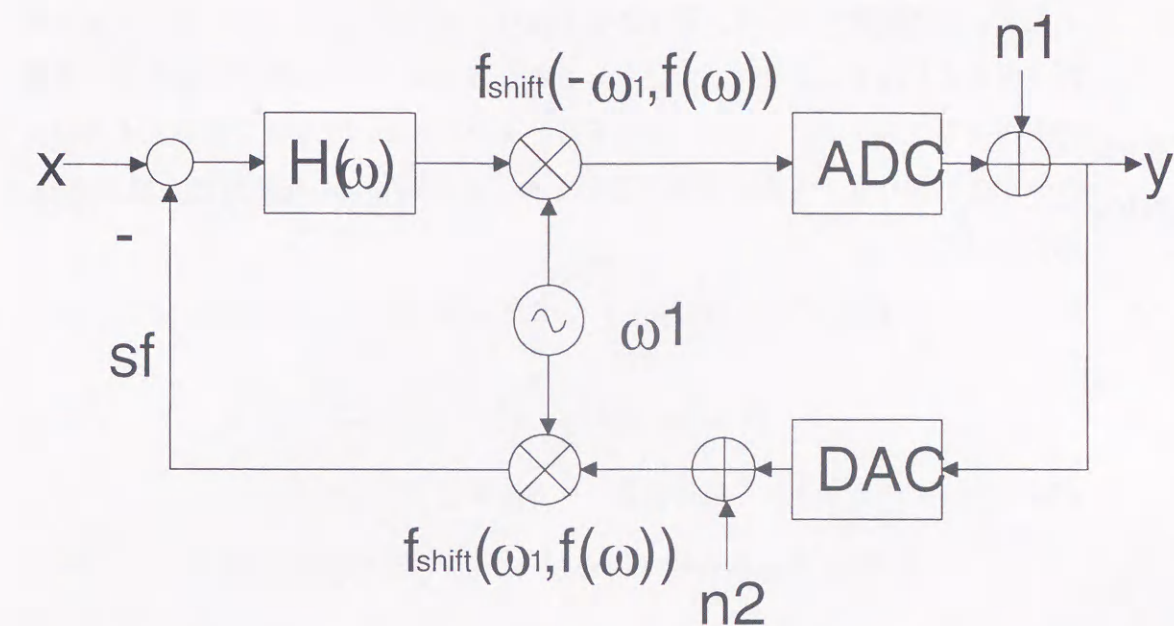 n1
fshift(-ω1,f(ω))
x
H(ω)
ADC
y
-
ω1
sf
DAC
fshift(ω1,f(ω))
n2